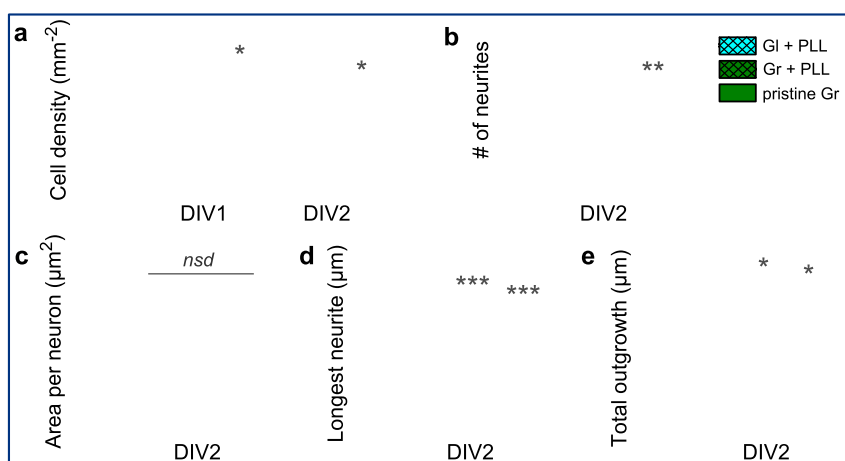 a
Cell density (mm⁻²)
*
*
DIV1
DIV2
b
# of neurites
**
DIV2
Gl + PLL
Gr + PLL
pristine Gr
c
Area per neuron (μm²)
nsd
DIV2
d
Longest neurite (μm)
***
***
DIV2
e
Total outgrowth (μm)
*
*
DIV2